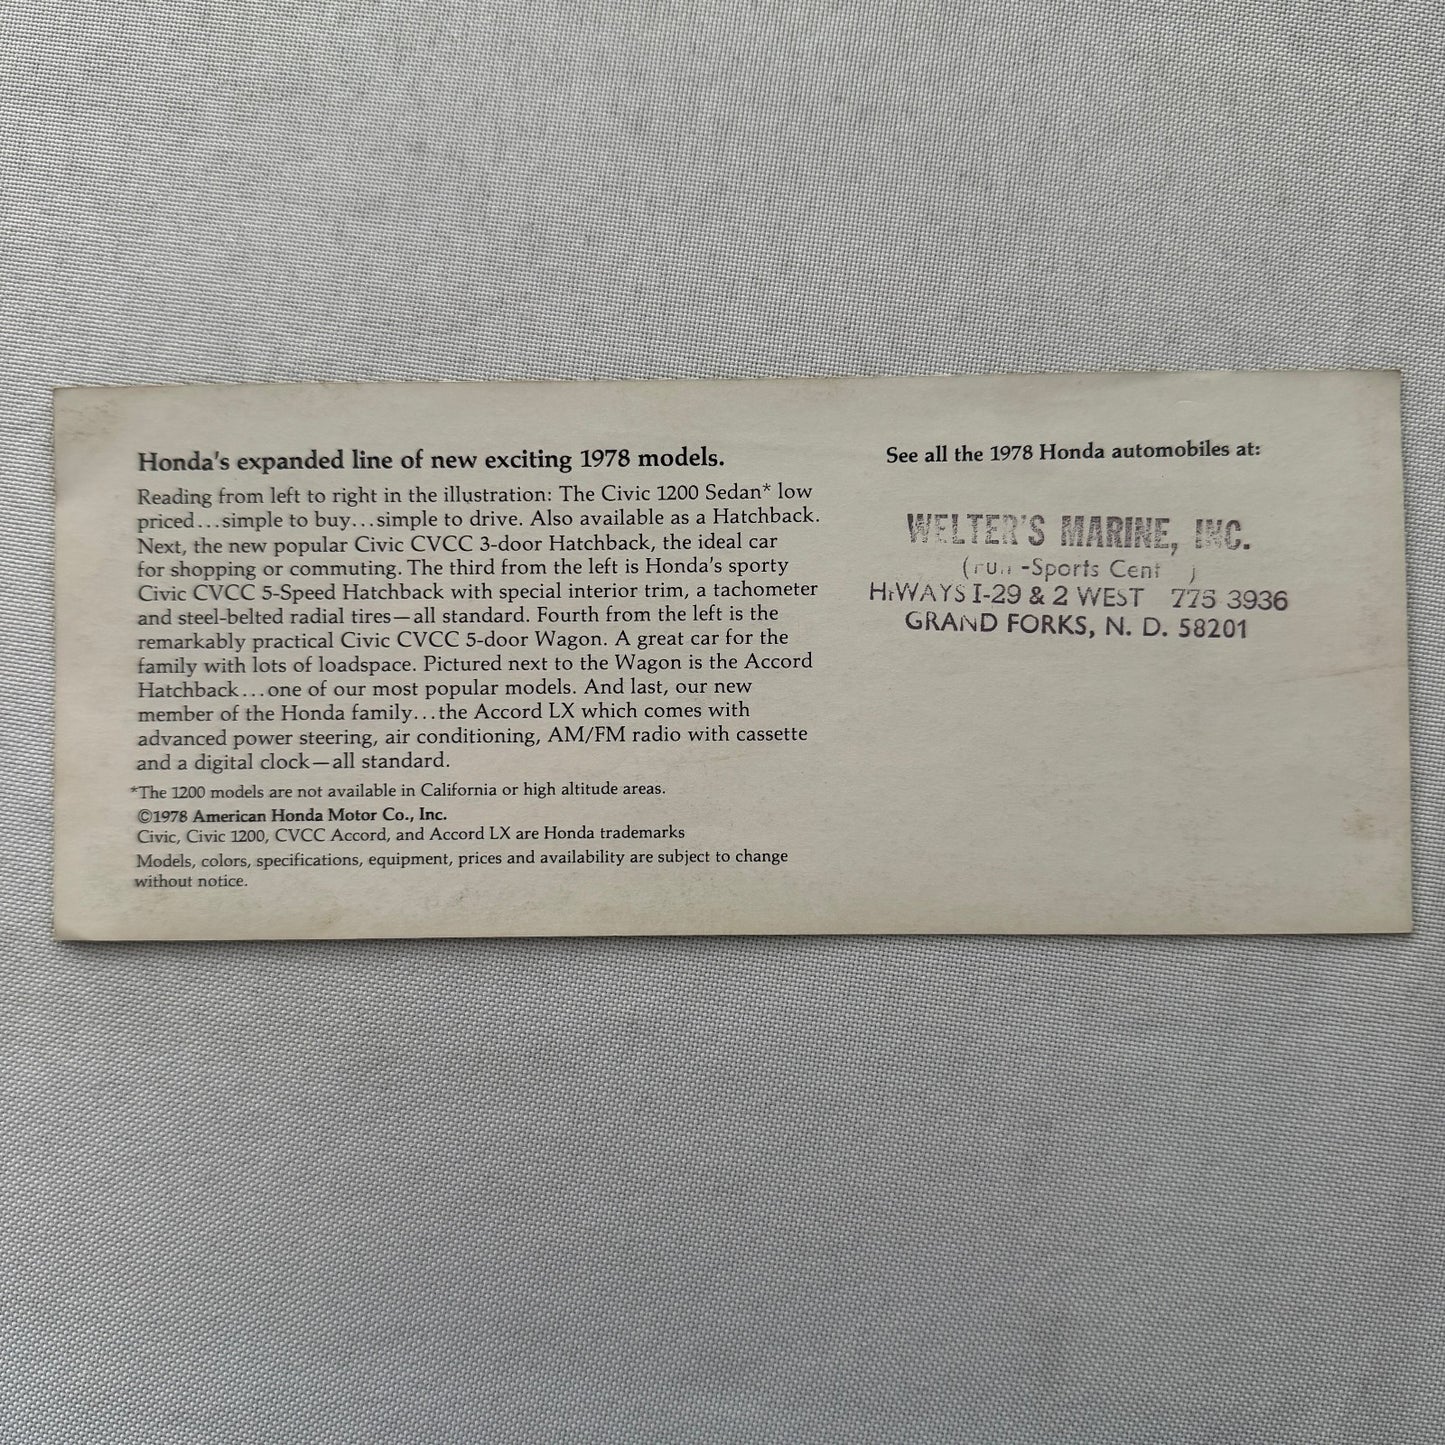 Honda's expanded line of new exciting 1978 models.
Reading from left to right in the illustration: The Civic 1200 Sedan* low
priced...simple to buy...simple to drive. Also available as a Hatchback.
Next, the new popular Civic CVCC 3-door Hatchback, the ideal car
for shopping or commuting. The third from the left is Honda's sporty
Civic CVCC 5-Speed Hatchback with special interior trim, a tachometer
and steel-belted radial tires—all standard. Fourth from the left is the
remarkably practical Civic CVCC 5-door Wagon. A great car for the
family with lots of loadspace. Pictured next to the Wagon is the Accord
Hatchback...one of our most popular models. And last, our new
member of the Honda family...the Accord LX which comes with
advanced power steering, air conditioning, AM/FM radio with cassette
and a digital clock—all standard.
*The 1200 models are not available in California or high altitude areas.
©1978 American Honda Motor Co., Inc.
Civic, Civic 1200, CVCC Accord, and Accord LX are Honda trademarks
Models, colors, specifications, equipment, prices and availability are subject to change
without notice.
See all the 1978 Honda automobiles at:
WELTER'S MARINE, INC.
-Sports
HiWAYS I-29 & 2 WEST 775 3936
GRAND FORKS, N. D. 58201